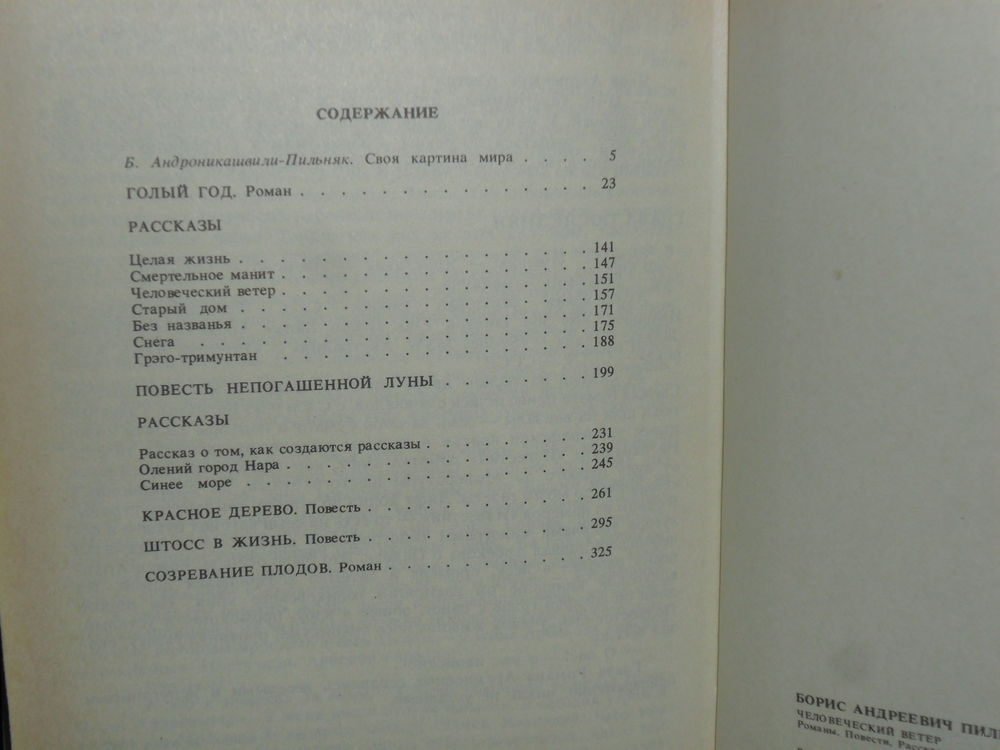 СОДЕРЖАНИЕ
Б. Андроникашвили-Пильняк. Своя картина мира . . . . 5
ГОЛЫЙ ГОД. Роман . . . . . . . . . . . . . . . 23
РАССКАЗЫ
Целая жизнь . . . . . . . . . . . . . . . . 141
Смертельное манит . . . . . . . . . . . . . . 147
Человеческий ветер . . . . . . . . . . . . . . 151
Старый дом . . . . . . . . . . . . . . . . 157
Без названья . . . . . . . . . . . . . . . . 171
Снега . . . . . . . . . . . . . . . . . 175
Грэго-тримунтан . . . . . . . . . . . . . . 188
ПОВЕСТЬ НЕПОГАШЕННОЙ ЛУНЫ . . . . . . . . 199
РАССКАЗЫ
Рассказ о том, как создаются рассказы . . . . . . . . 231
Олений город Нара . . . . . . . . . . . . . . 239
Синее море . . . . . . . . . . . . . . . . 245
КРАСНОЕ ДЕРЕВО. Повесть . . . . . . . . . . . 261
ШТОСС В ЖИЗНЬ. Повесть . . . . . . . . . . . 295
СОЗРЕВАНИЕ ПЛОДОВ. Роман . . . . . . . . . . 325
БОРИС АНДРЕЕВИЧ
ЧЕЛОВЕЧЕСКИЙ ВЕТЕР
Романы. Повести.